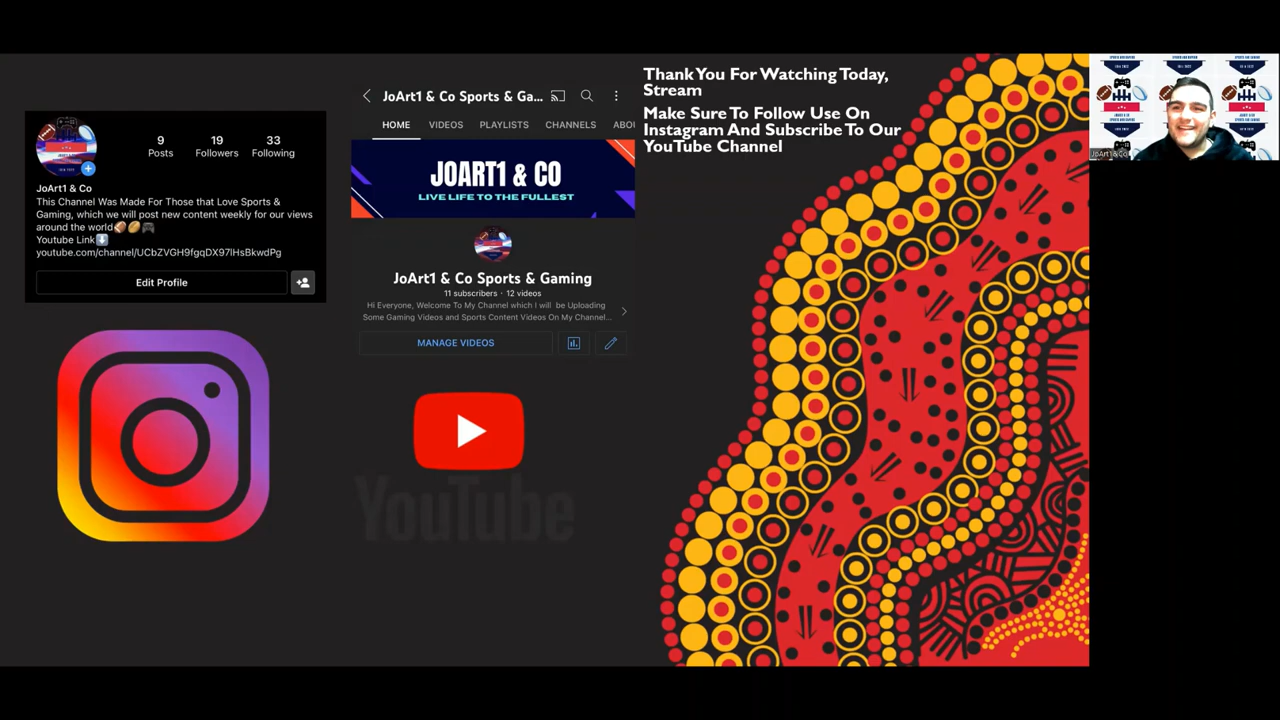 9
Posts
19
Followers
33
Following
JoArt1 & Co
This Channel Was Made For Those that Love Sports &
Gaming, which we will post new content weekly for our views
around the world🏈🏉🎮
Youtube Link⬇️
youtube.com/channel/UCbZVGH9fgqDX97lHsBkwdPg
Edit Profile
JoArt1 & Co Sports & Ga...
HOME VIDEOS PLAYLISTS CHANNELS ABOU
JOART1 & CO
LIVE LIFE TO THE FULLEST
JoArt1 & Co Sports & Gaming
11 subscribers · 12 videos
Hi Everyone, Welcome To My Channel which I will be Uploading
Some Gaming Videos and Sports Content Videos On My Channel...
MANAGE VIDEOS
YouTube
Thank You For Watching Today,
Stream
Make Sure To Follow Use On
Instagram And Subscribe To Our
YouTube Channel
JoArt1&Co